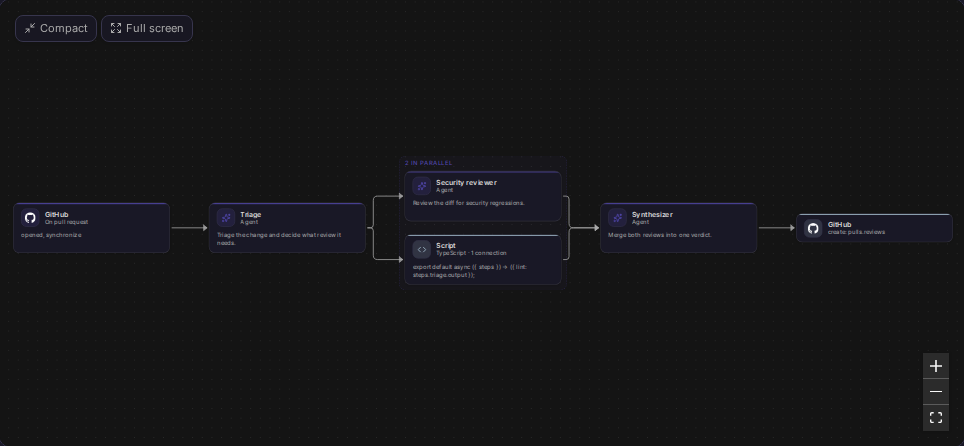 Compact
Full screen
2 IN PARALLEL
GitHub
On pull request
opened, synchronize
Triage
Agent
Triage the change and decide what review it
needs.
Security reviewer
Agent
Review the diff for security regressions.
Script
TypeScript · 1 connection
export default async ({ steps }) => ({ lint:
steps.triage.output });
Synthesizer
Agent
Merge both reviews into one verdict.
GitHub
create: pulls.reviews